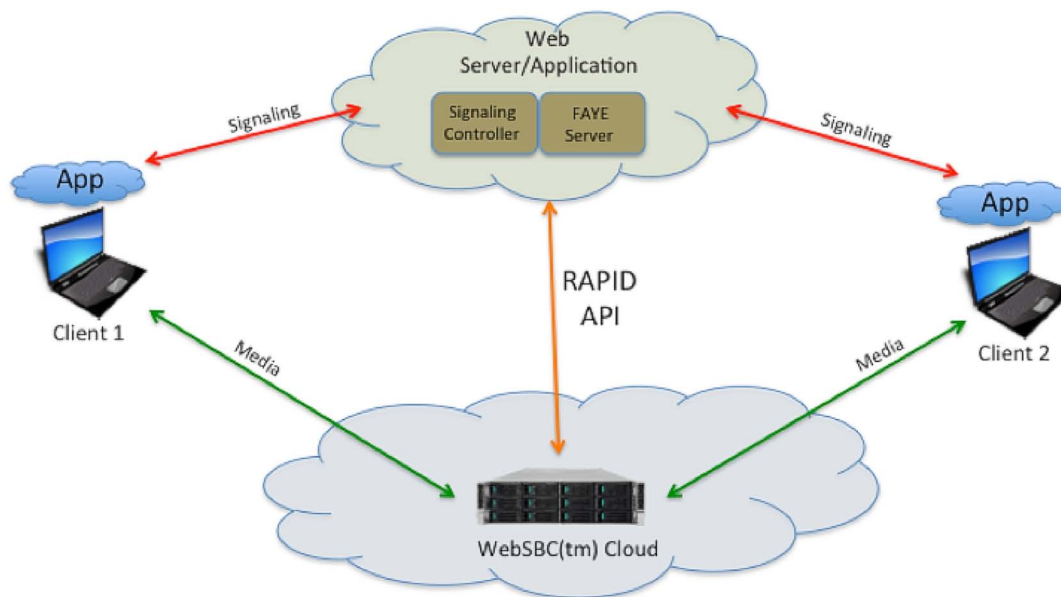 Web
Server/Application
Signaling
Controller
FAYE
Server
Signaling
Signaling
App
App
RAPID
API
Client 1
Client 2
Media
Media
WebSBC(tm) Cloud